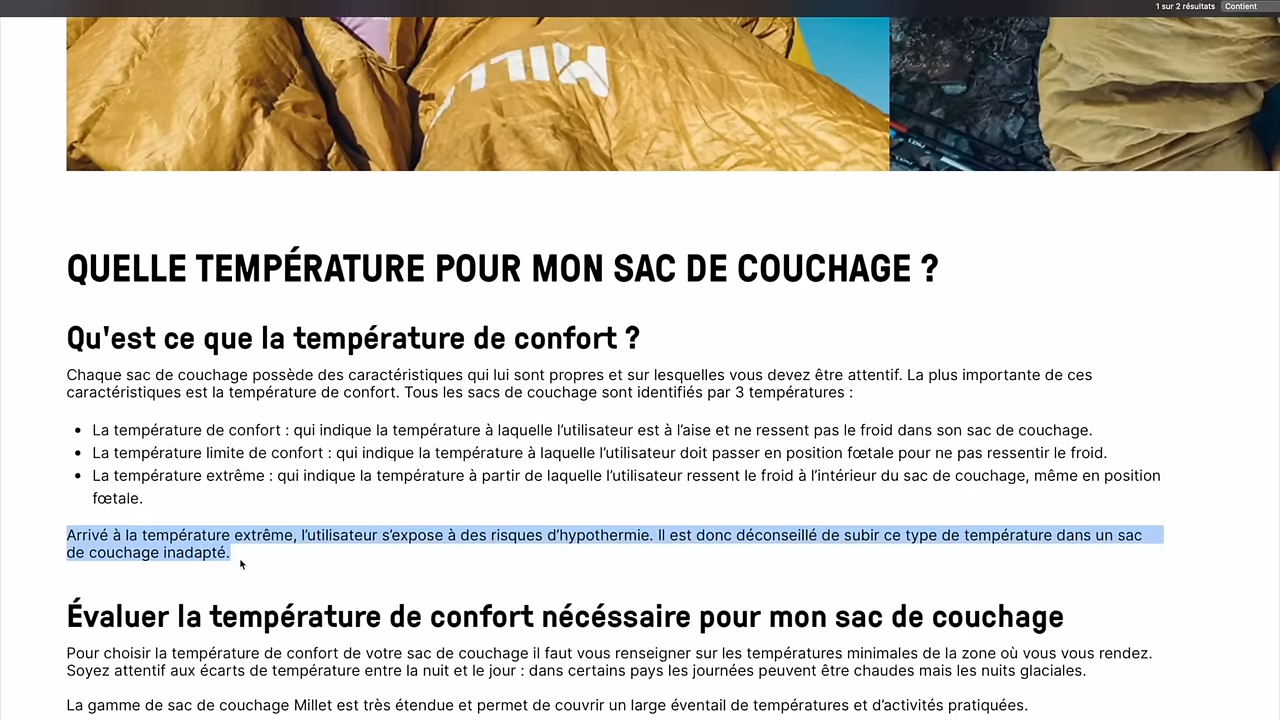 1 sur 2 résultats Contient
MILL
QUELLE TEMPÉRATURE POUR MON SAC DE COUCHAGE ?
Qu'est ce que la température de confort ?
Chaque sac de couchage possède des caractéristiques qui lui sont propres et sur lesquelles vous devez être attentif. La plus importante de ces
caractéristiques est la température de confort. Tous les sacs de couchage sont identifiés par 3 températures :
• La température de confort : qui indique la température à laquelle l’utilisateur est à l’aise et ne ressent pas le froid dans son sac de couchage.
• La température limite de confort : qui indique la température à laquelle l’utilisateur doit passer en position fœtale pour ne pas ressentir le froid.
• La température extrême : qui indique la température à partir de laquelle l’utilisateur ressent le froid à l’intérieur du sac de couchage, même en position
fœtale.
Arrivé à la température extrême, l’utilisateur s’expose à des risques d’hypothermie. Il est donc déconseillé de subir ce type de température dans un sac
de couchage inadapté.
Évaluer la température de confort nécéssaire pour mon sac de couchage
Pour choisir la température de confort de votre sac de couchage il faut vous renseigner sur les températures minimales de la zone où vous vous rendez.
Soyez attentif aux écarts de température entre la nuit et le jour : dans certains pays les journées peuvent être chaudes mais les nuits glaciales.
La gamme de sac de couchage Millet est très étendue et permet de couvrir un large éventail de températures et d’activités pratiquées.